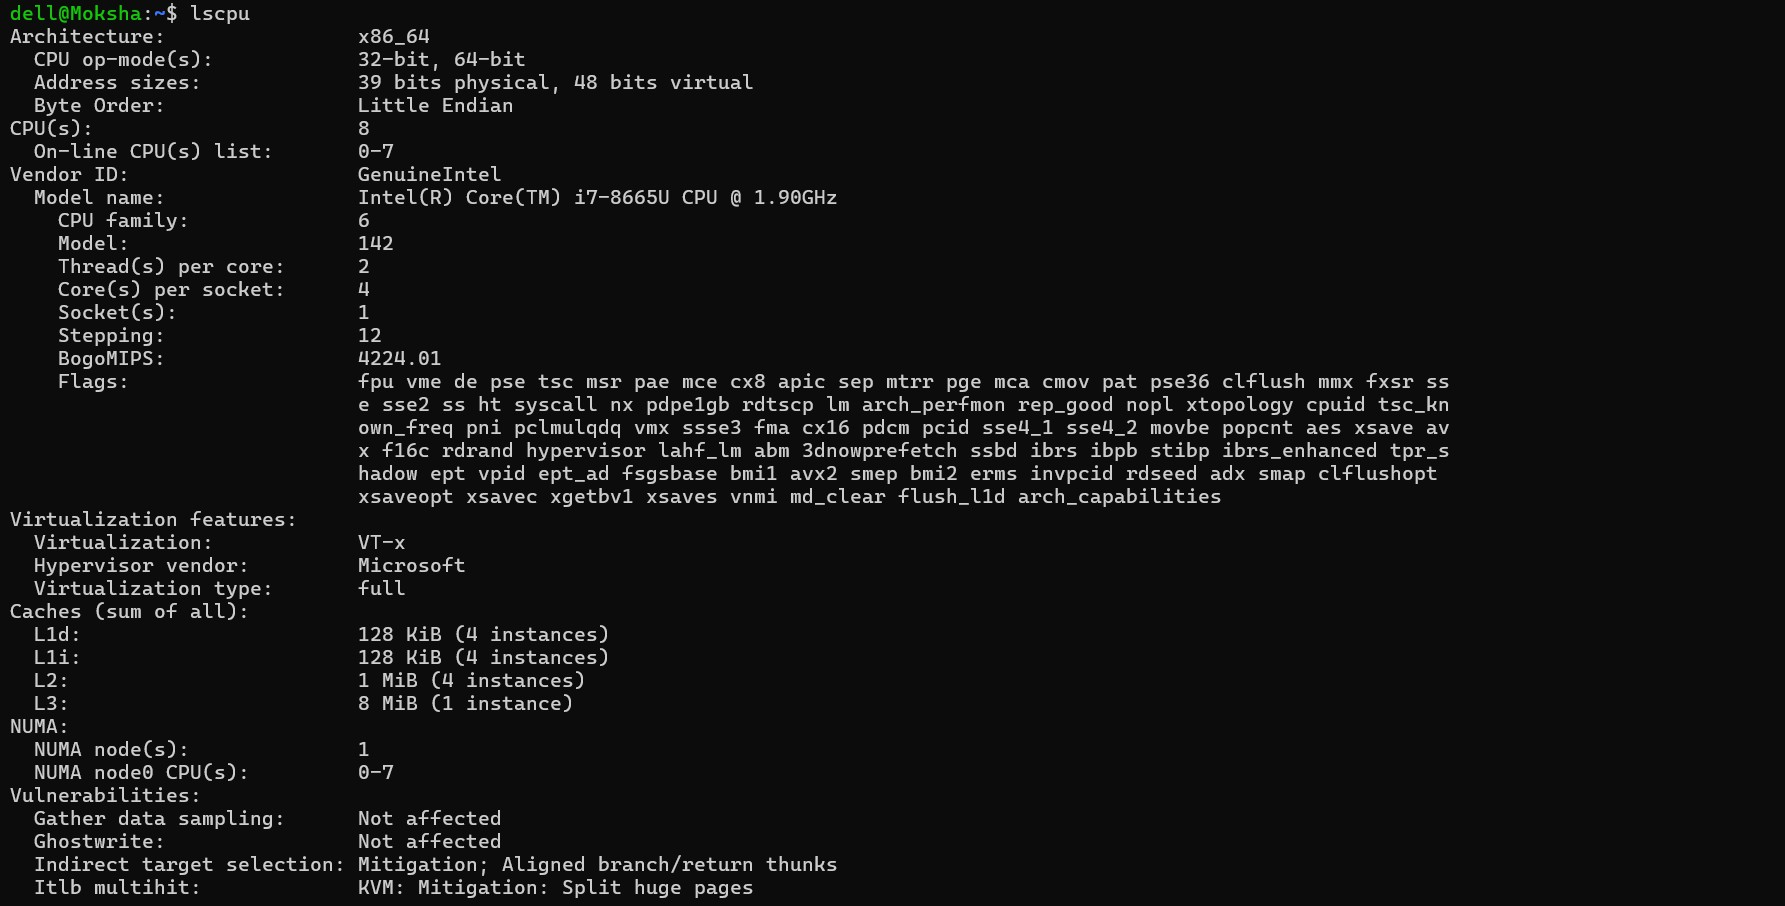 dell@Moksha:~$ lscpu
Architecture:                x86_64
  CPU op-mode(s):            32-bit, 64-bit
  Address sizes:             39 bits physical, 48 bits virtual
  Byte Order:                Little Endian
CPU(s):                      8
  On-line CPU(s) list:       0-7
Vendor ID:                   GenuineIntel
  Model name:                Intel(R) Core(TM) i7-8665U CPU @ 1.90GHz
    CPU family:              6
    Model:                   142
    Thread(s) per core:      2
    Core(s) per socket:      4
    Socket(s):               1
    Stepping:                12
    BogoMIPS:                4224.01
    Flags:                   fpu vme de pse tsc msr pae mce cx8 apic sep mtrr pge mca cmov pat pse36 clflush mmx fxsr ss
                             e sse2 ss ht syscall nx pdpe1gb rdtscp lm arch_perfmon rep_good nopl xtopology cpuid tsc_kn
                             own_freq pni pclmulqdq vmx ssse3 fma cx16 pdcm pcid sse4_1 sse4_2 movbe popcnt aes xsave av
                             x f16c rdrand hypervisor lahf_lm abm 3dnowprefetch ssbd ibrs ibpb stibp ibrs_enhanced tpr_s
                             hadow ept vpid ept_ad fsgsbase bmi1 avx2 smep bmi2 erms invpcid rdseed adx smap clflushopt
                             xsaveopt xsavec xgetbv1 xsaves vnmi md_clear flush_l1d arch_capabilities
Virtualization features:
  Virtualization:            VT-x
  Hypervisor vendor:         Microsoft
  Virtualization type:       full
Caches (sum of all):
  L1d:                       128 KiB (4 instances)
  L1i:                       128 KiB (4 instances)
  L2:                        1 MiB (4 instances)
  L3:                        8 MiB (1 instance)
NUMA:
  NUMA node(s):              1
  NUMA node0 CPU(s):         0-7
Vulnerabilities:
  Gather data sampling:      Not affected
  Ghostwrite:                Not affected
  Indirect target selection: Mitigation; Aligned branch/return thunks
  Itlb multihit:             KVM: Mitigation: Split huge pages